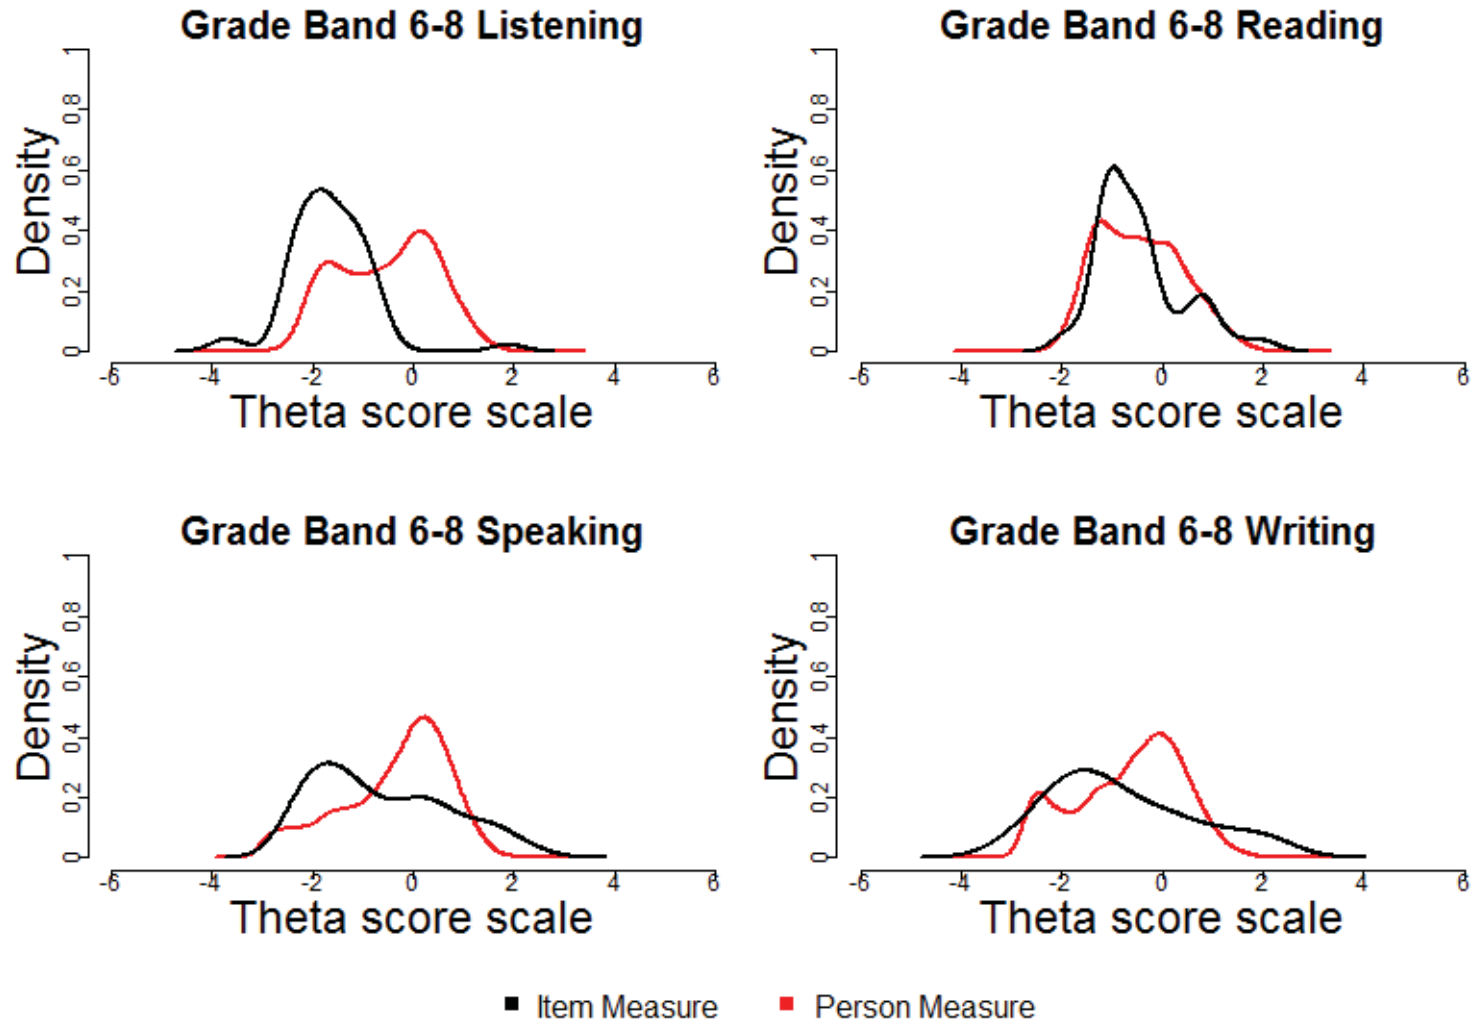 Grade Band 6-8 Listening
Density
0 0.2 0.4 0.6 0.8 1
-6 -4 -2 0 2 4 6
Theta score scale
Grade Band 6-8 Reading
Density
0 0.2 0.4 0.6 0.8 1
-6 -4 -2 0 2 4 6
Theta score scale
Grade Band 6-8 Speaking
Density
0 0.2 0.4 0.6 0.8 1
-6 -4 -2 0 2 4 6
Theta score scale
Grade Band 6-8 Writing
Density
0 0.2 0.4 0.6 0.8 1
-6 -4 -2 0 2 4 6
Theta score scale
Item Measure Person Measure